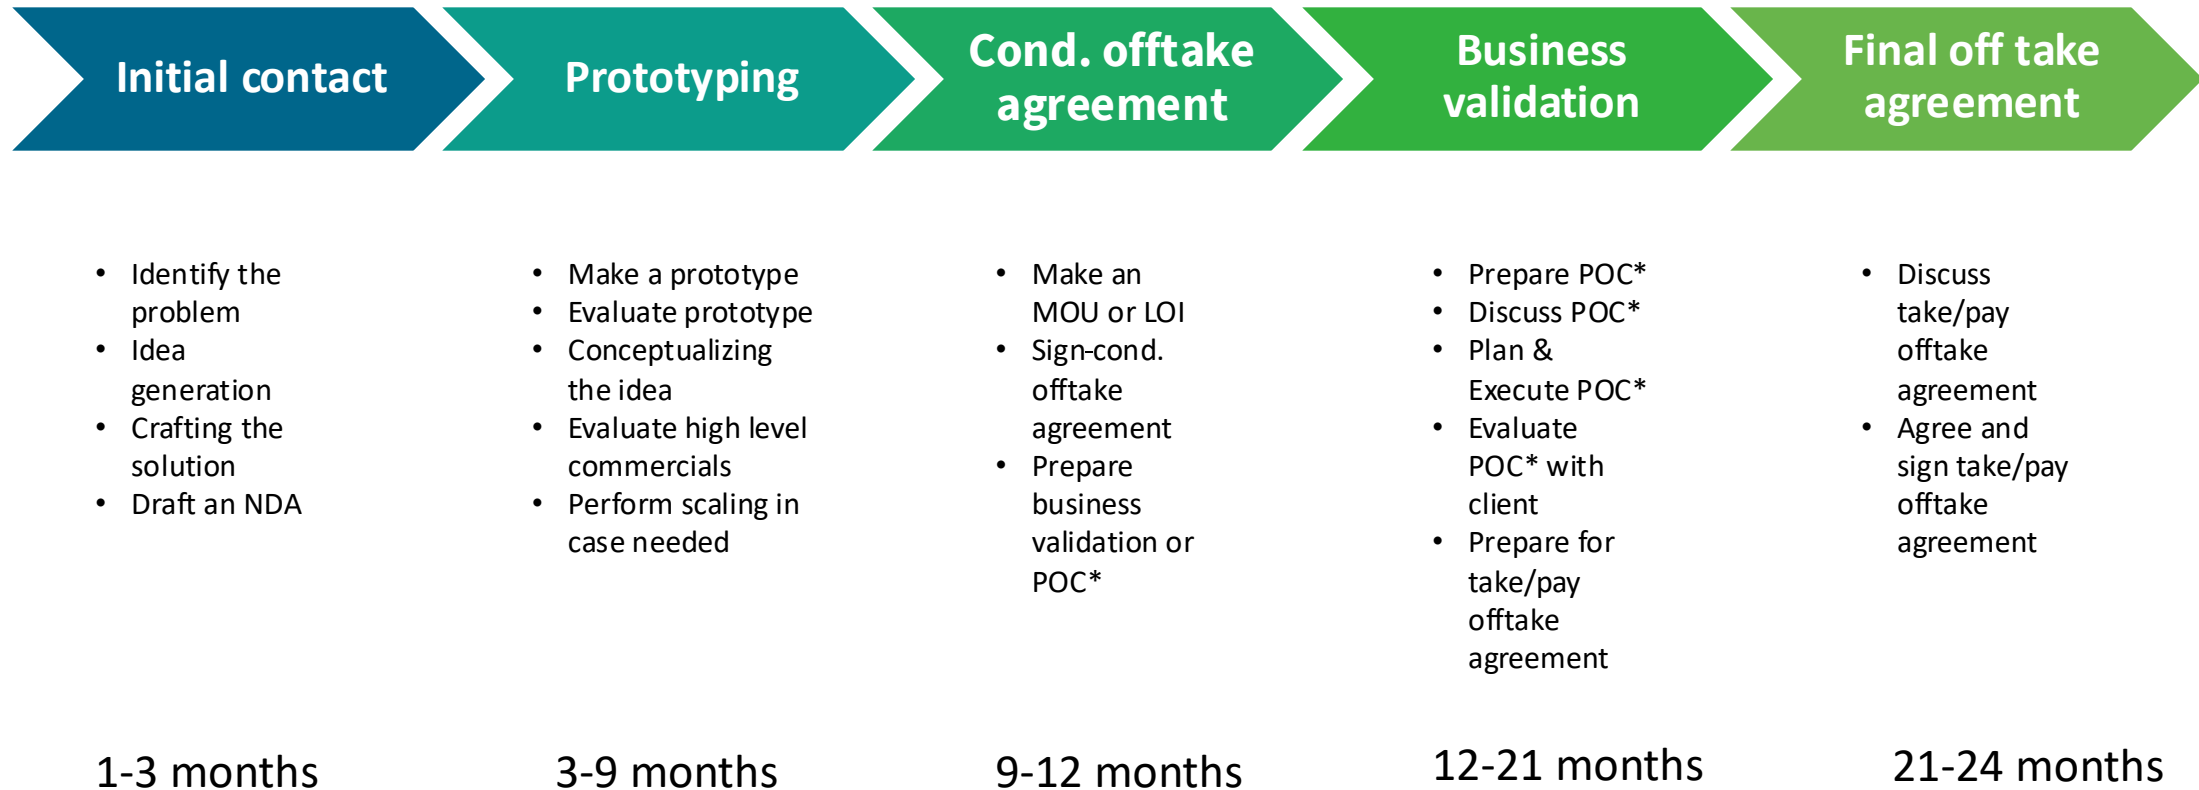 Initial contact
Prototyping
Cond. offtake
agreement
Business
validation
Final off take
agreement
• Identify the
problem
• Idea
generation
• Crafting the
solution
• Draft an NDA
• Make a prototype
• Evaluate prototype
• Conceptualizing
the idea
• Evaluate high level
commercials
• Perform scaling in
case needed
• Make an
MOU or LOI
• Sign-cond.
offtake
agreement
• Prepare
business
validation or
POC*
• Prepare POC*
• Discuss POC*
• Plan &
Execute POC*
• Evaluate
POC* with
client
• Prepare for
take/pay
offtake
agreement
• Discuss
take/pay
offtake
agreement
• Agree and
sign take/pay
offtake
agreement
1-3 months
3-9 months
9-12 months
12-21 months
21-24 months